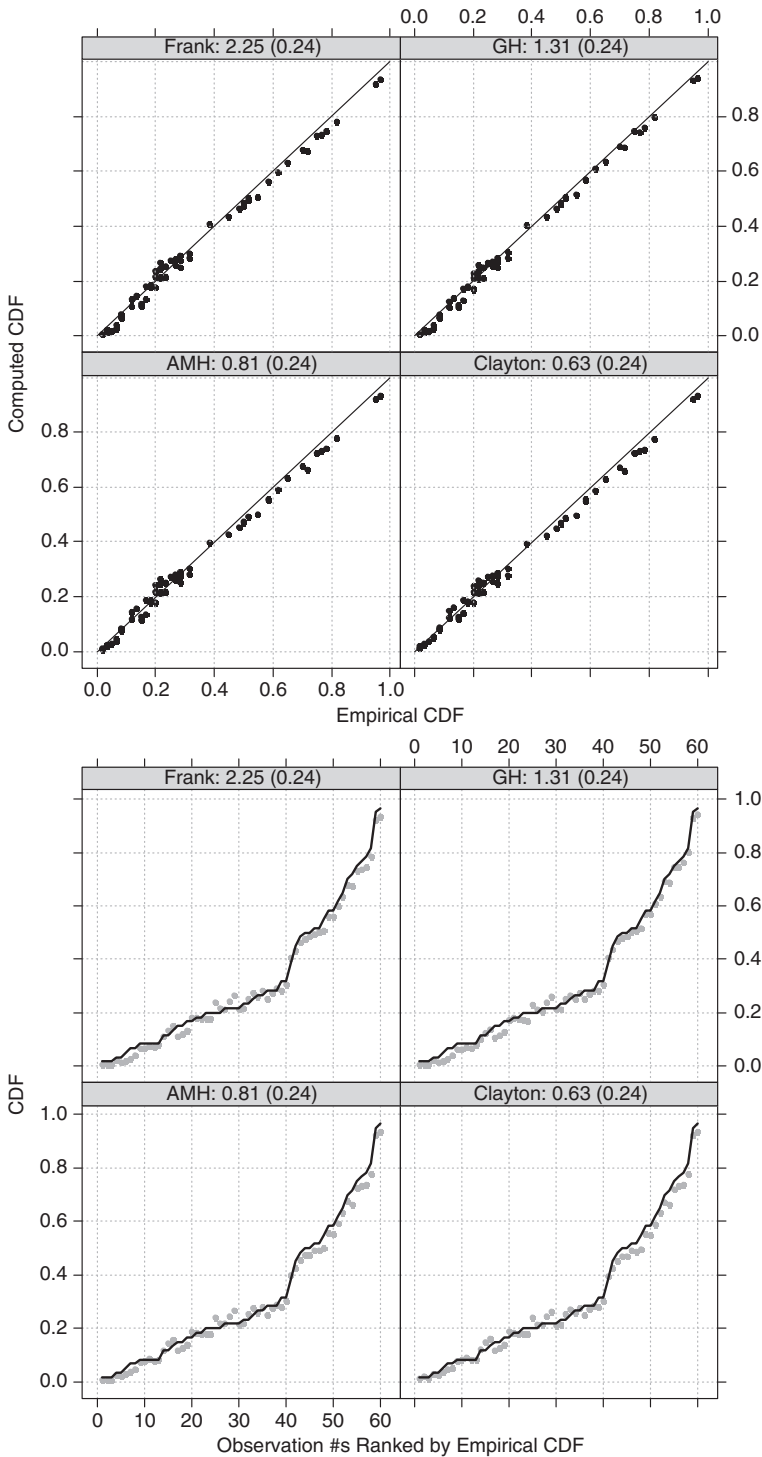 0.0 0.2 0.4 0.6 0.8 1.0
Frank: 2.25 (0.24)
GH: 1.31 (0.24)
0.8
0.6
0.4
0.2
0.0
Computed CDF
AMH: 0.81 (0.24)
Clayton: 0.63 (0.24)
0.8
0.6
0.4
0.2
0.0
0.0 0.2 0.4 0.6 0.8 1.0
Empirical CDF
0 10 20 30 40 50 60
Frank: 2.25 (0.24)
GH: 1.31 (0.24)
1.0
0.8
0.6
0.4
0.2
0.0
CDF
AMH: 0.81 (0.24)
Clayton: 0.63 (0.24)
1.0
0.8
0.6
0.4
0.2
0.0
0 10 20 30 40 50 60
Observation #s Ranked by Empirical CDF